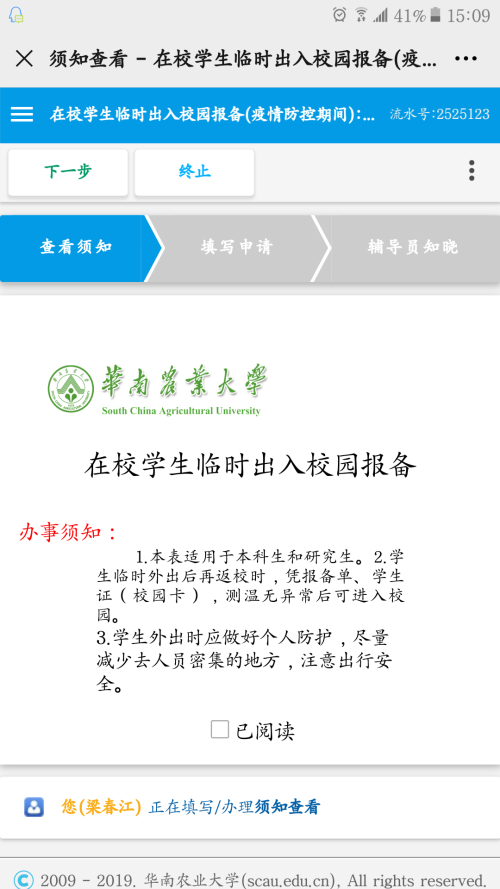 41% 15:09
须知查看 - 在校学生临时出入校园报备(疫...
在校学生临时出入校园报备(疫情防控期间):... 流水号:2525123
下一步 终止
查看须知 填写申请 辅导员知晓
華南农業大學
South China Agricultural University
在校学生临时出入校园报备
办事须知：
1.本表适用于本科生和研究生。2.学
生临时外出后再返校时，凭报备单、学生
证（校园卡），测温无异常后可进入校
园。
3.学生外出时应做好个人防护，尽量
减少去人员密集的地方，注意出行安
全。
已阅读
您(梁春江) 正在填写/办理须知查看
© 2009 - 2019. 华南农业大学(scau.edu.cn), All rights reserved.